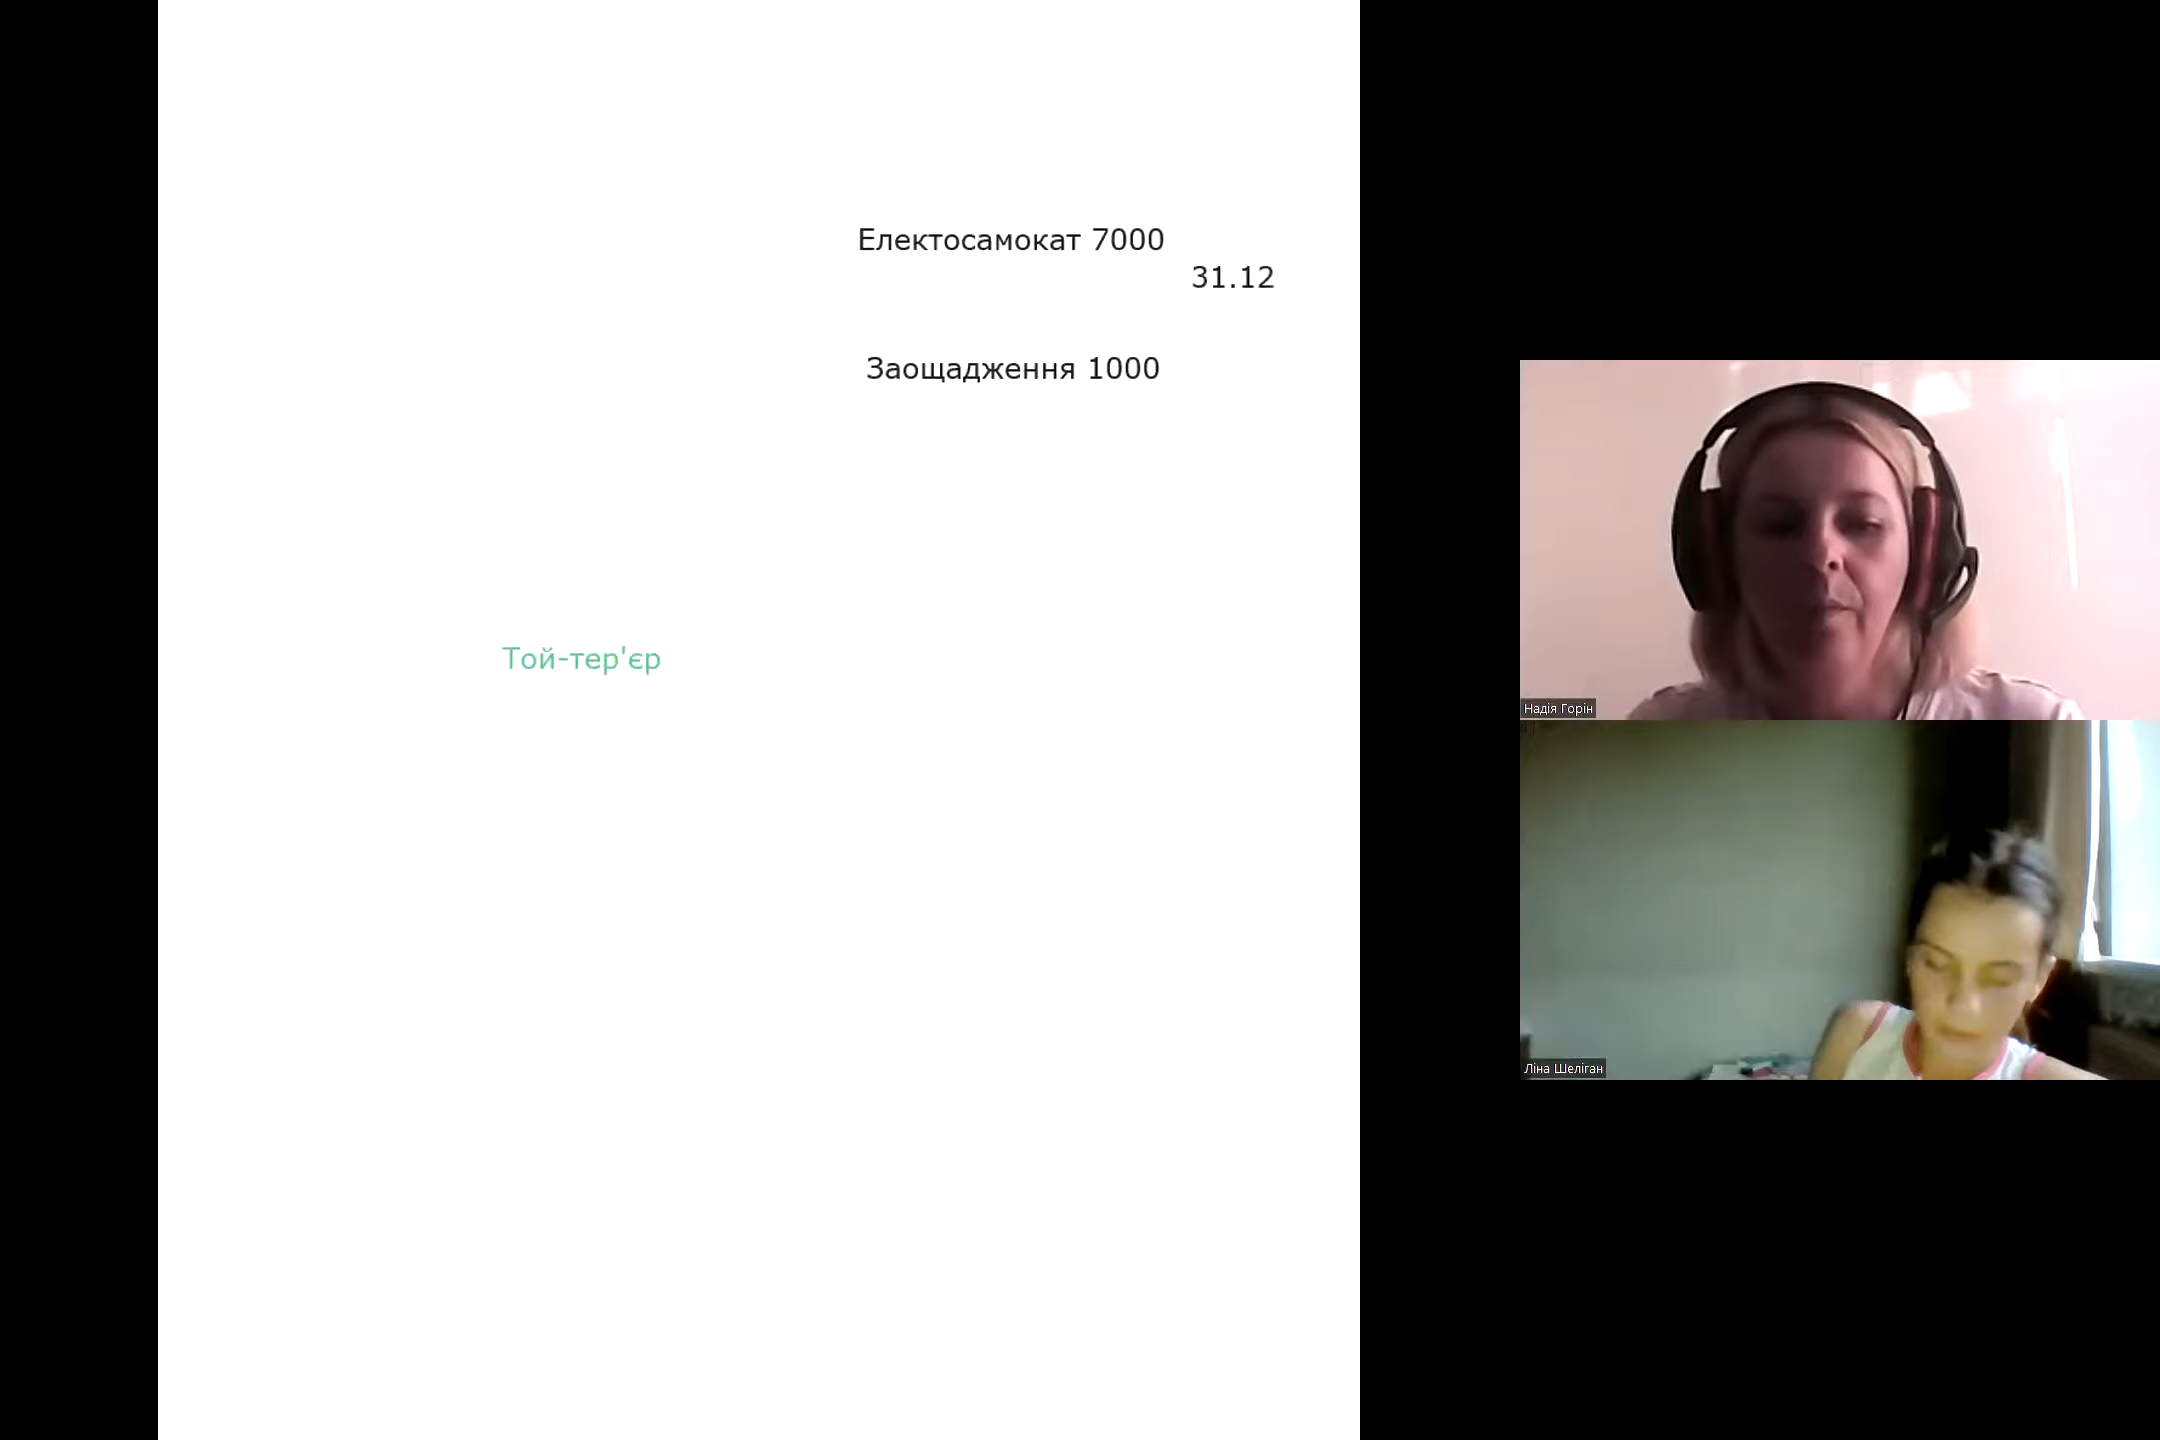 Електосамокат 7000
31.12
Заощадження 1000
Той-тер'єр
Надія Горін
Ліна Шеліган